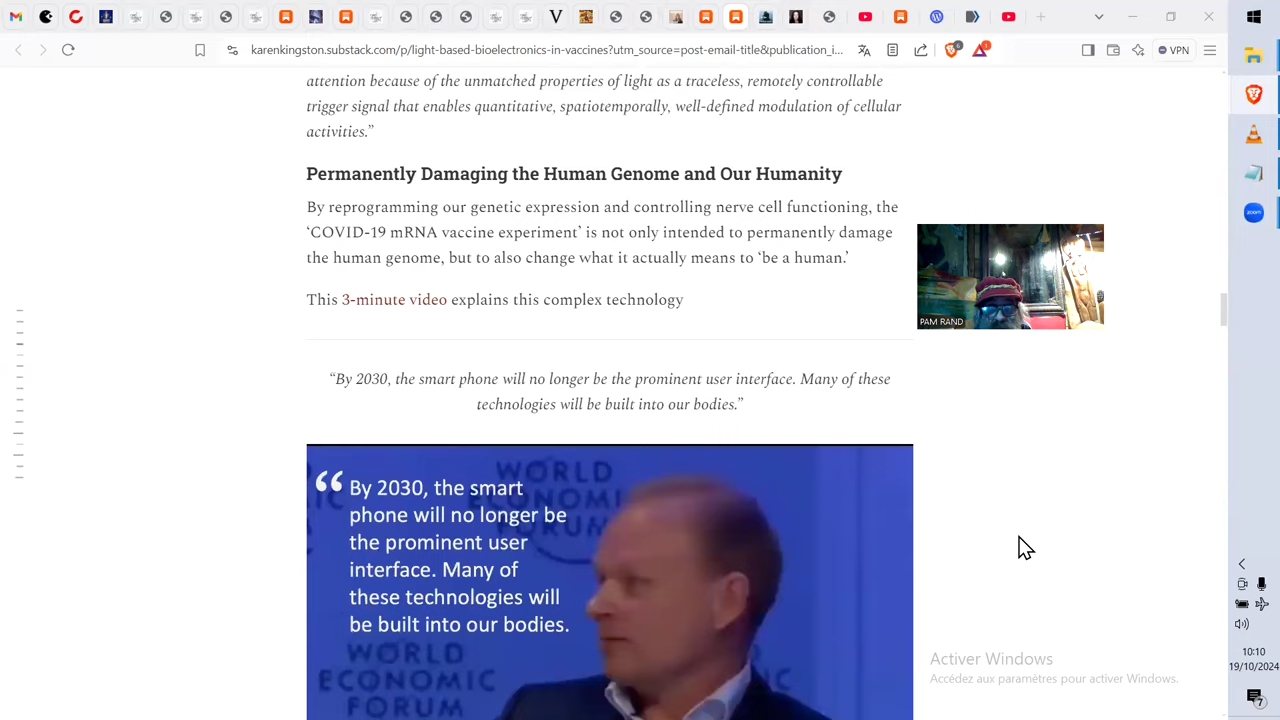 karenkingston.substack.com/p/light-based-bioelectronics-in-vaccines?utm_source=post-email-title&publication_i...
6
1
VPN
attention because of the unmatched properties of light as a traceless, remotely controllable
trigger signal that enables quantitative, spatiotemporally, well-defined modulation of cellular
activities.”
Permanently Damaging the Human Genome and Our Humanity
By reprogramming our genetic expression and controlling nerve cell functioning, the
‘COVID-19 mRNA vaccine experiment’ is not only intended to permanently damage
the human genome, but to also change what it actually means to ‘be a human.’
This 3-minute video explains this complex technology
PAM RAND
“By 2030, the smart phone will no longer be the prominent user interface. Many of these
technologies will be built into our bodies.”
WORLD
ECONOMIC
FORUM
“ By 2030, the smart
phone will no longer be
the prominent user
interface. Many of
these technologies will
be built into our bodies.
WORLD
ECONOMIC
FORUM
zoom
Activer Windows
Accédez aux paramètres pour activer Windows.
10:10
19/10/2024
7